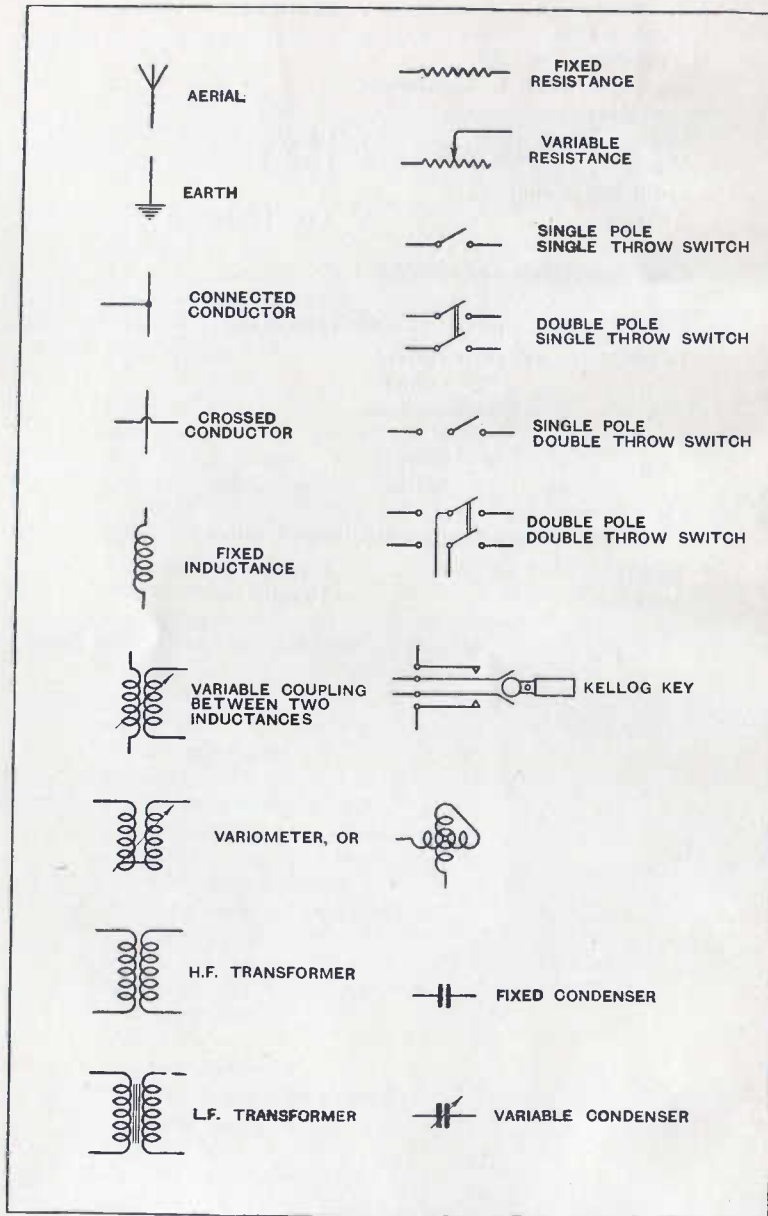 AERIAL
EARTH
CONNECTED
CONDUCTOR
CROSSED
CONDUCTOR
FIXED
INDUCTANCE
VARIABLE COUPLING
BETWEEN TWO
INDUCTANCES
VARIOMETER, OR
H.F. TRANSFORMER
L.F. TRANSFORMER
FIXED
RESISTANCE
VARIABLE
RESISTANCE
SINGLE POLE
SINGLE THROW SWITCH
DOUBLE POLE
SINGLE THROW SWITCH
SINGLE POLE
DOUBLE THROW SWITCH
DOUBLE POLE
DOUBLE THROW SWITCH
KELLOG KEY
FIXED CONDENSER
VARIABLE CONDENSER